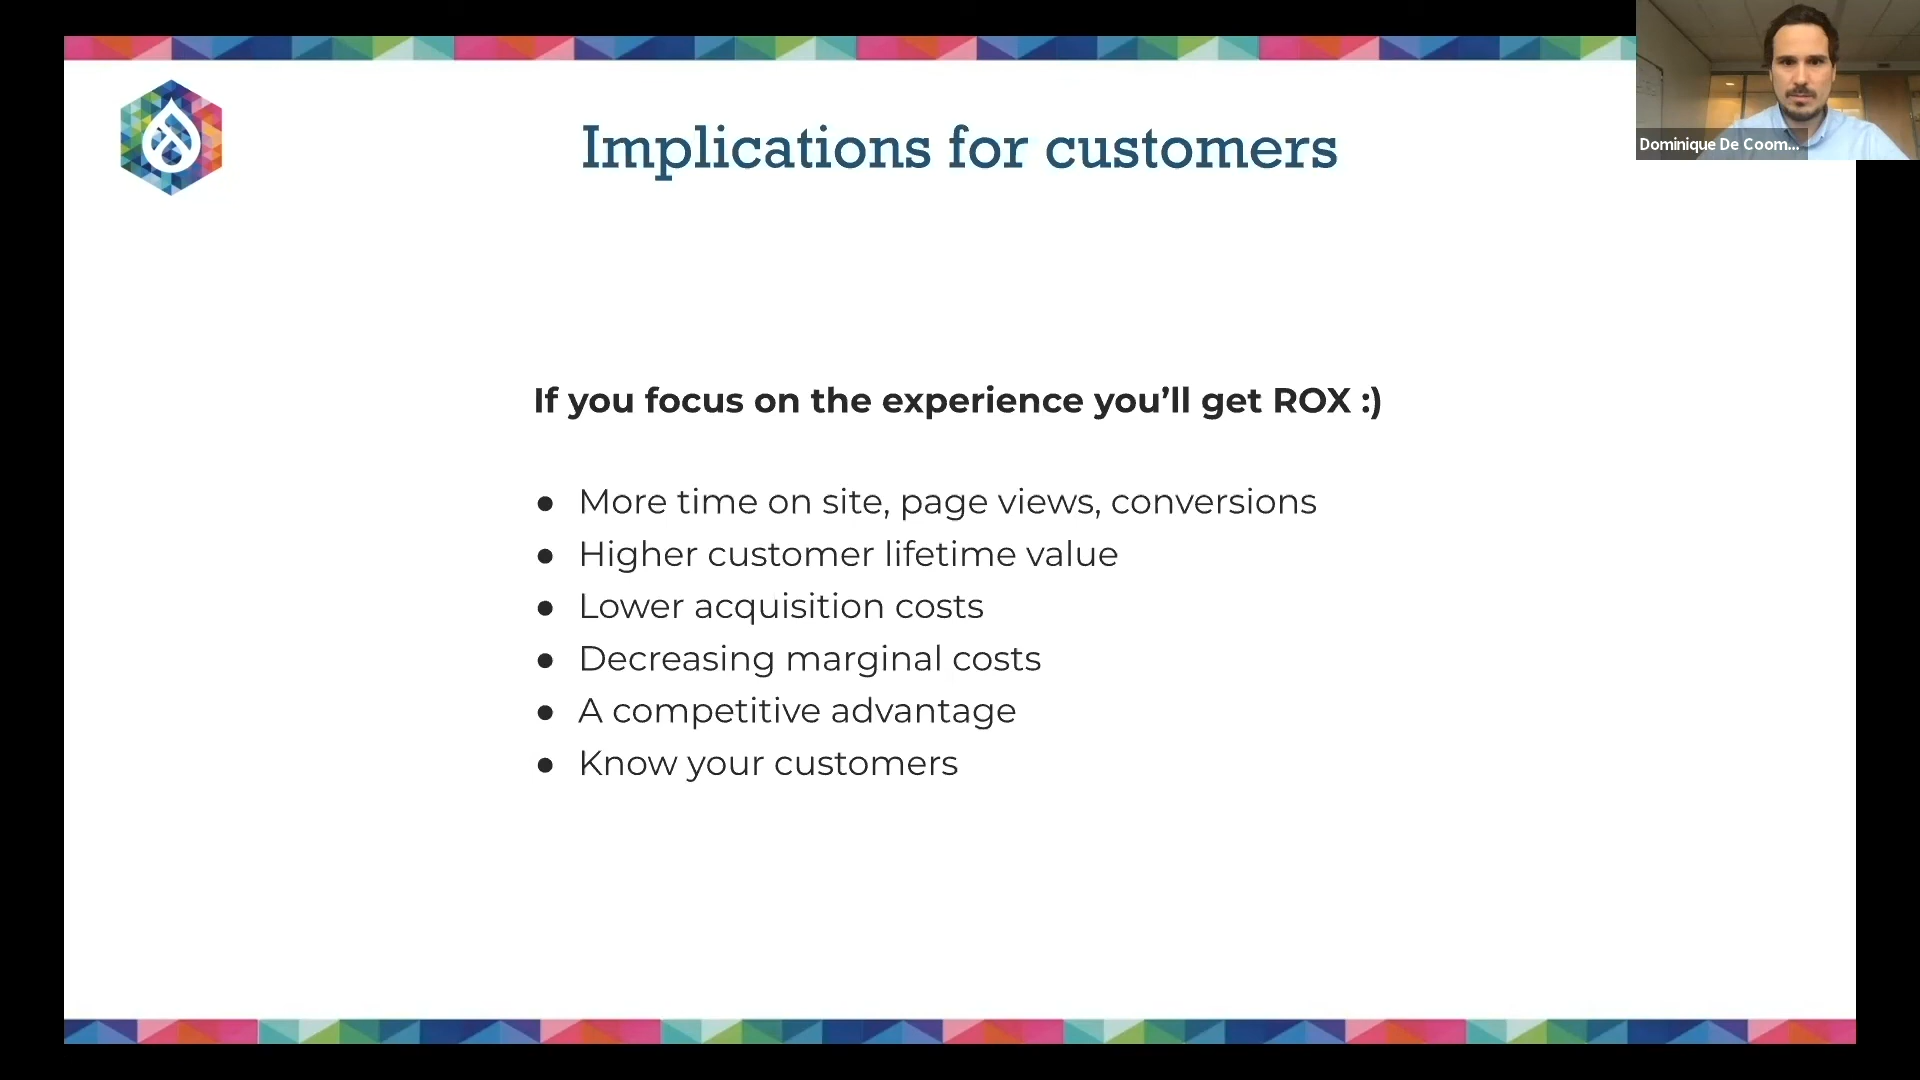 Implications for customers
Dominique De Coom...
If you focus on the experience you’ll get ROX :)
● More time on site, page views, conversions
● Higher customer lifetime value
● Lower acquisition costs
● Decreasing marginal costs
● A competitive advantage
● Know your customers